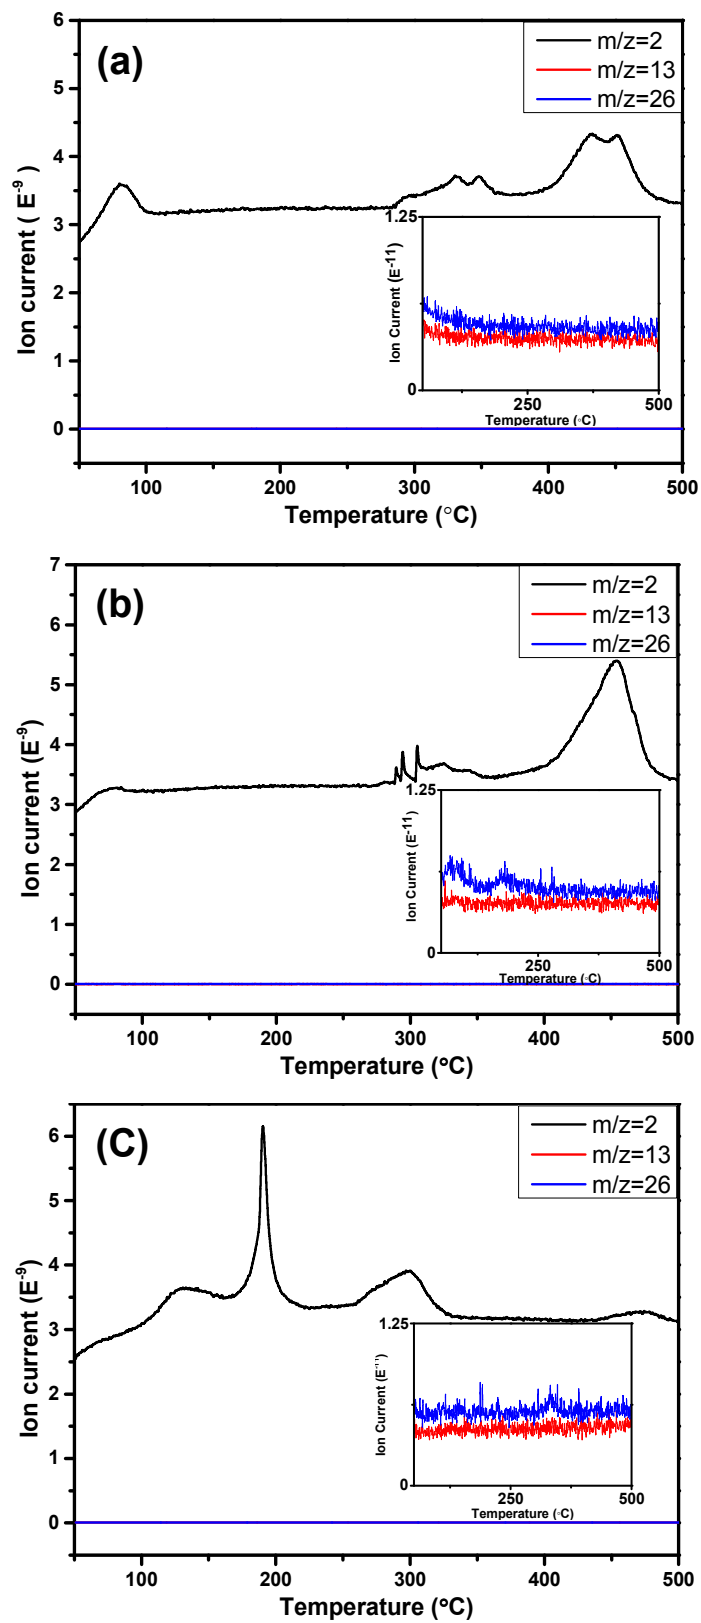 (a)
m/z=2
m/z=13
m/z=26
6
5
4
3
2
1
0
Ion current ( E-9)
1.25
0
Ion Current (E-11)
250
500
Temperature (°C)
100
200
300
400
500
Temperature (°C)
(b)
m/z=2
m/z=13
m/z=26
7
6
5
4
3
2
1
0
Ion current (E-9)
1.25
0
Ion Current (E-11)
250
500
Temperature (°C)
100
200
300
400
500
Temperature (°C)
(C)
m/z=2
m/z=13
m/z=26
6
5
4
3
2
1
0
Ion current (E-9)
1.25
0
Ion Current (E-11)
250
500
Temperature (°C)
100
200
300
400
500
Temperature (°C)